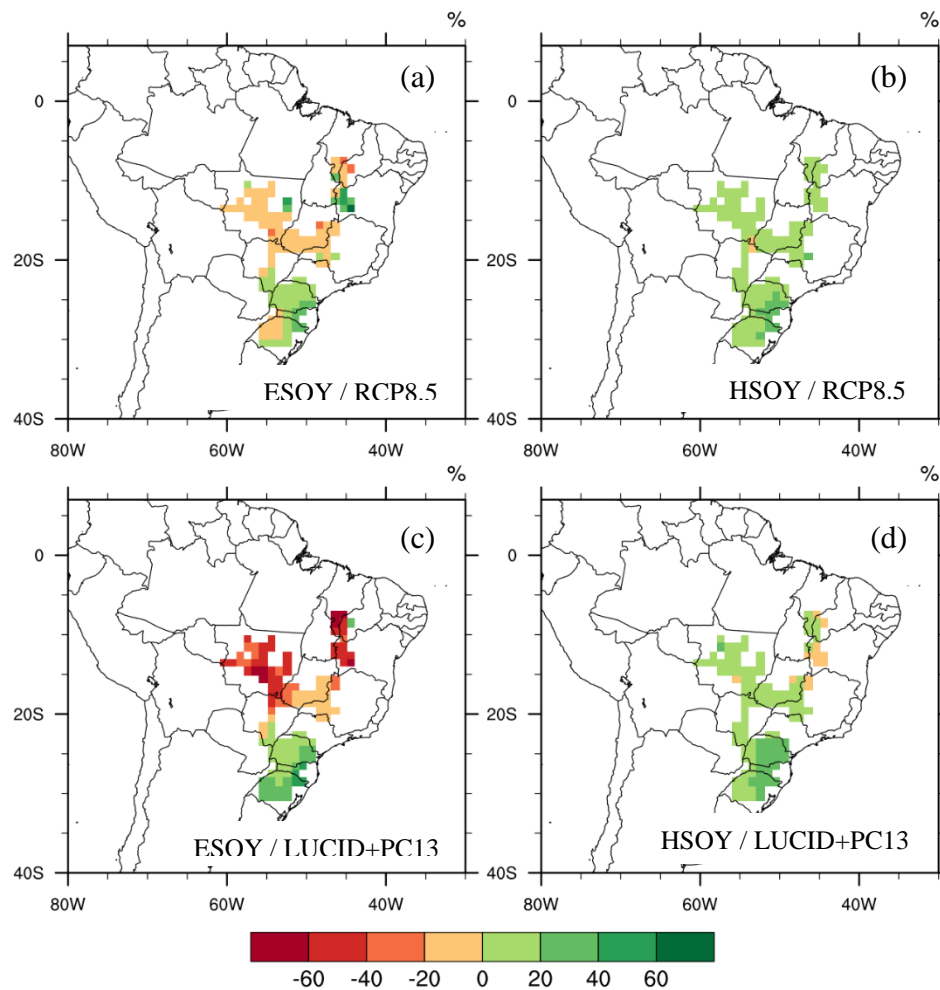 % %
(a) (b)
0 0
20S 20S
ESOY / RCP8.5 HSOY / RCP8.5
40S 40S
80W 60W 40W 80W 60W 40W
% %
(c) (d)
0 0
20S 20S
ESOY / LUCID+PC13 HSOY / LUCID+PC13
40S 40S
80W 60W 40W 80W 60W 40W
-60 -40 -20 0 20 40 60